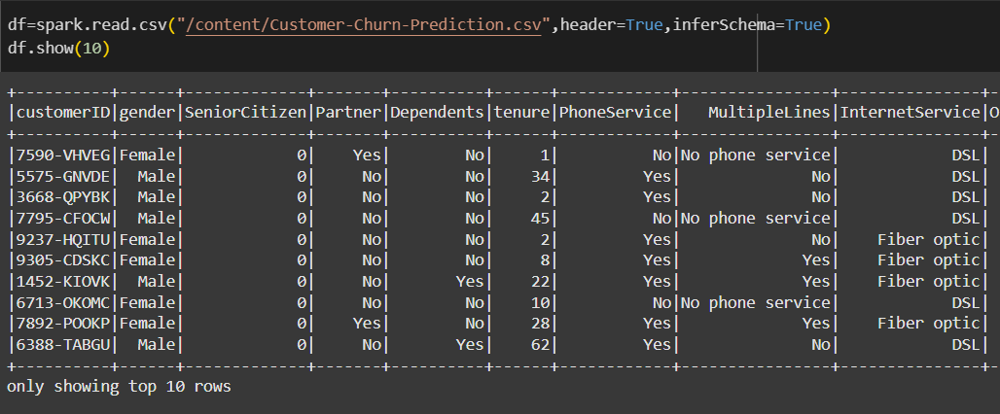 df=spark.read.csv("/content/Customer-Churn-Prediction.csv",header=True,inferSchema=True)
df.show(10)
+----------+------+-------------+-------+----------+------+------------+----------------+---------------+--
|customerID|gender|SeniorCitizen|Partner|Dependents|tenure|PhoneService|   MultipleLines|InternetService|O
+----------+------+-------------+-------+----------+------+------------+----------------+---------------+--
|7590-VHVEG|Female|            0|    Yes|        No|     1|          No|No phone service|            DSL|
|5575-GNVDE|  Male|            0|     No|        No|    34|         Yes|              No|            DSL|
|3668-QPYBK|  Male|            0|     No|        No|     2|         Yes|              No|            DSL|
|7795-CFOCW|  Male|            0|     No|        No|    45|          No|No phone service|            DSL|
|9237-HQITU|Female|            0|     No|        No|     2|         Yes|              No|    Fiber optic|
|9305-CDSKC|Female|            0|     No|        No|     8|         Yes|             Yes|    Fiber optic|
|1452-KIOVK|  Male|            0|     No|       Yes|    22|         Yes|             Yes|    Fiber optic|
|6713-OKOMC|Female|            0|     No|        No|    10|          No|No phone service|            DSL|
|7892-POOKP|Female|            0|    Yes|        No|    28|         Yes|             Yes|    Fiber optic|
|6388-TABGU|  Male|            0|     No|       Yes|    62|         Yes|              No|            DSL|
+----------+------+-------------+-------+----------+------+------------+----------------+---------------+--
only showing top 10 rows